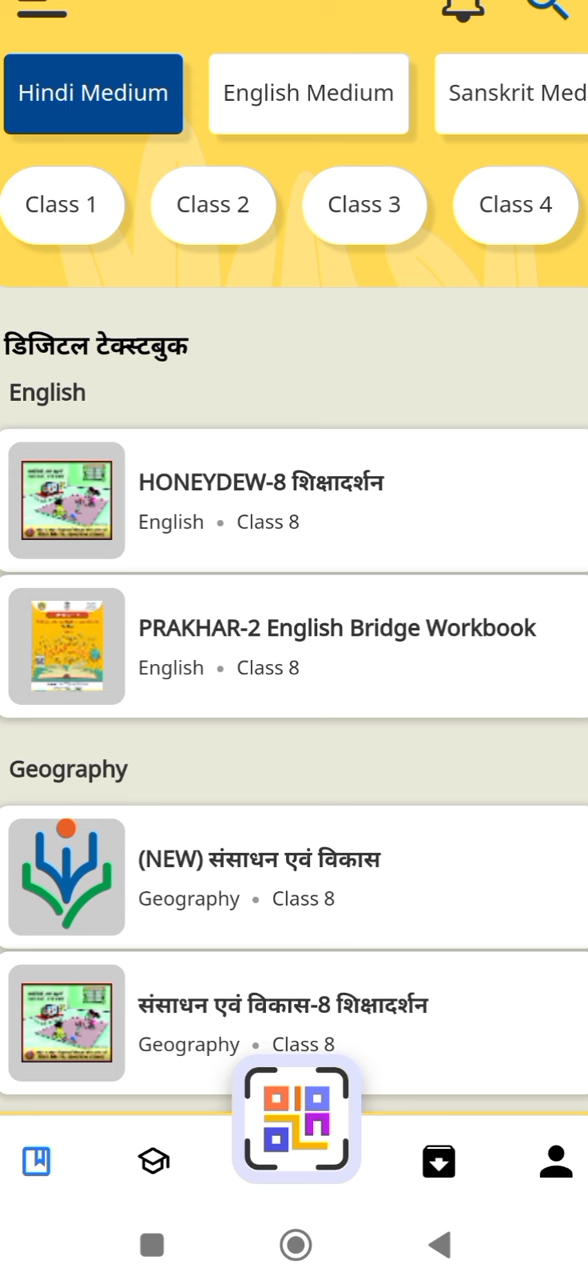 Hindi Medium English Medium Sanskrit Med
Class 1 Class 2 Class 3 Class 4
डिजिटल टेक्स्टबुक
English
HONEYDEW-8 शिक्षादर्शन
English • Class 8
PRAKHAR-2 English Bridge Workbook
English • Class 8
Geography
(NEW) संसाधन एवं विकास
Geography • Class 8
संसाधन एवं विकास-8 शिक्षादर्शन
Geography • Class 8